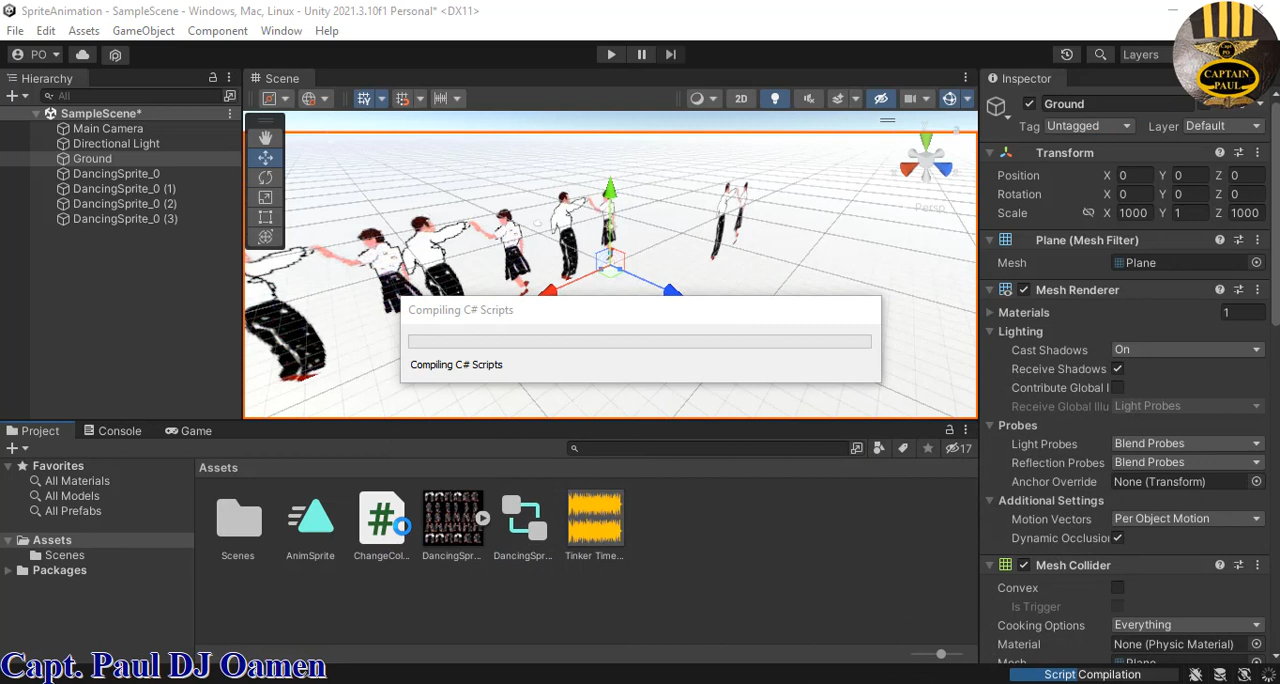 SpriteAnimation - SampleScene - Windows, Mac, Linux - Unity 2021.3.10f1 Personal* <DX11>
File Edit Assets GameObject Component Window Help
PO Layers
CAPTAIN
PAUL
Hierarchy Scene Inspector
All 2D Ground
SampleScene* Tag Untagged Layer Default
Main Camera
Directional Light Transform
Ground Position X 0 Y 0 Z 0
DancingSprite_0 Rotation X 0 Y 0 Z 0
DancingSprite_0 (1) Persp Scale X 1000 Y 1 Z 1000
DancingSprite_0 (2)
DancingSprite_0 (3)
Plane (Mesh Filter)
Mesh Plane
Mesh Renderer
Materials 1
Lighting
Cast Shadows On
Receive Shadows
Contribute Global I
Receive Global Illu Light Probes
Probes
Light Probes Blend Probes
Reflection Probes Blend Probes
Anchor Override None (Transform)
Additional Settings
Motion Vectors Per Object Motion
Dynamic Occlusio
Mesh Collider
Convex
Is Trigger
Cooking Options Everything
Material None (Physic Material)
Mesh Plane
Compiling C# Scripts
Compiling C# Scripts
Project Console Game
17
Favorites
All Materials
All Models
All Prefabs
Assets
Scenes
Packages
Assets
Scenes AnimSprite ChangeCol... DancingSpr... DancingSpr... Tinker Time...
Capt. Paul DJ Oamen
Script Compilation